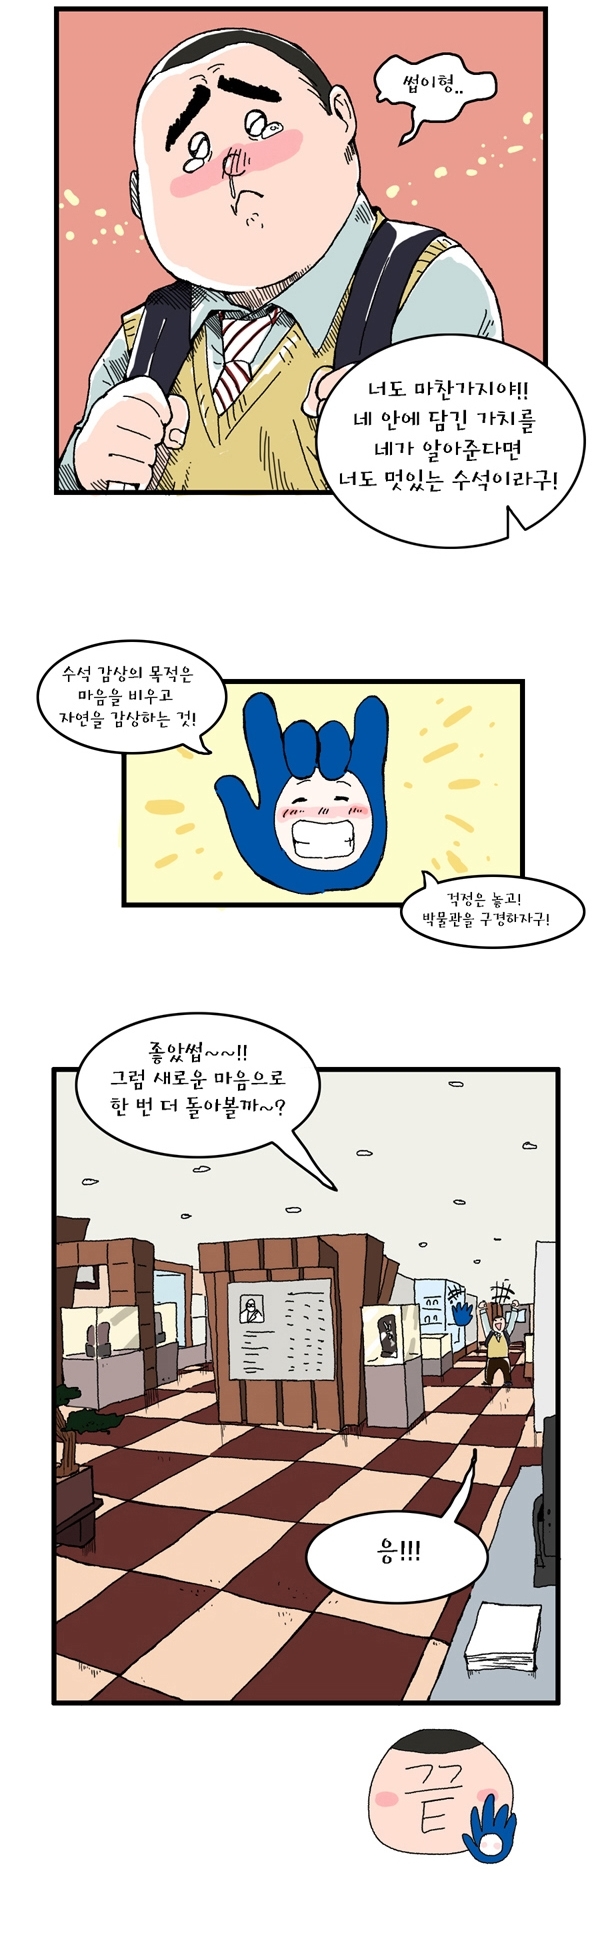 썹이형..
너도 마찬가지야!!
네 안에 담긴 가치를
네가 알아준다면
너도 멋있는 수석이라구!
수석 감상의 목적은
마음을 비우고
자연을 감상하는 것!
걱정은 놓고!
박물관을 구경하자구!
좋았썹~~!!
그럼 새로운 마음으로
한 번 더 돌아볼까~?
응!!!
끝